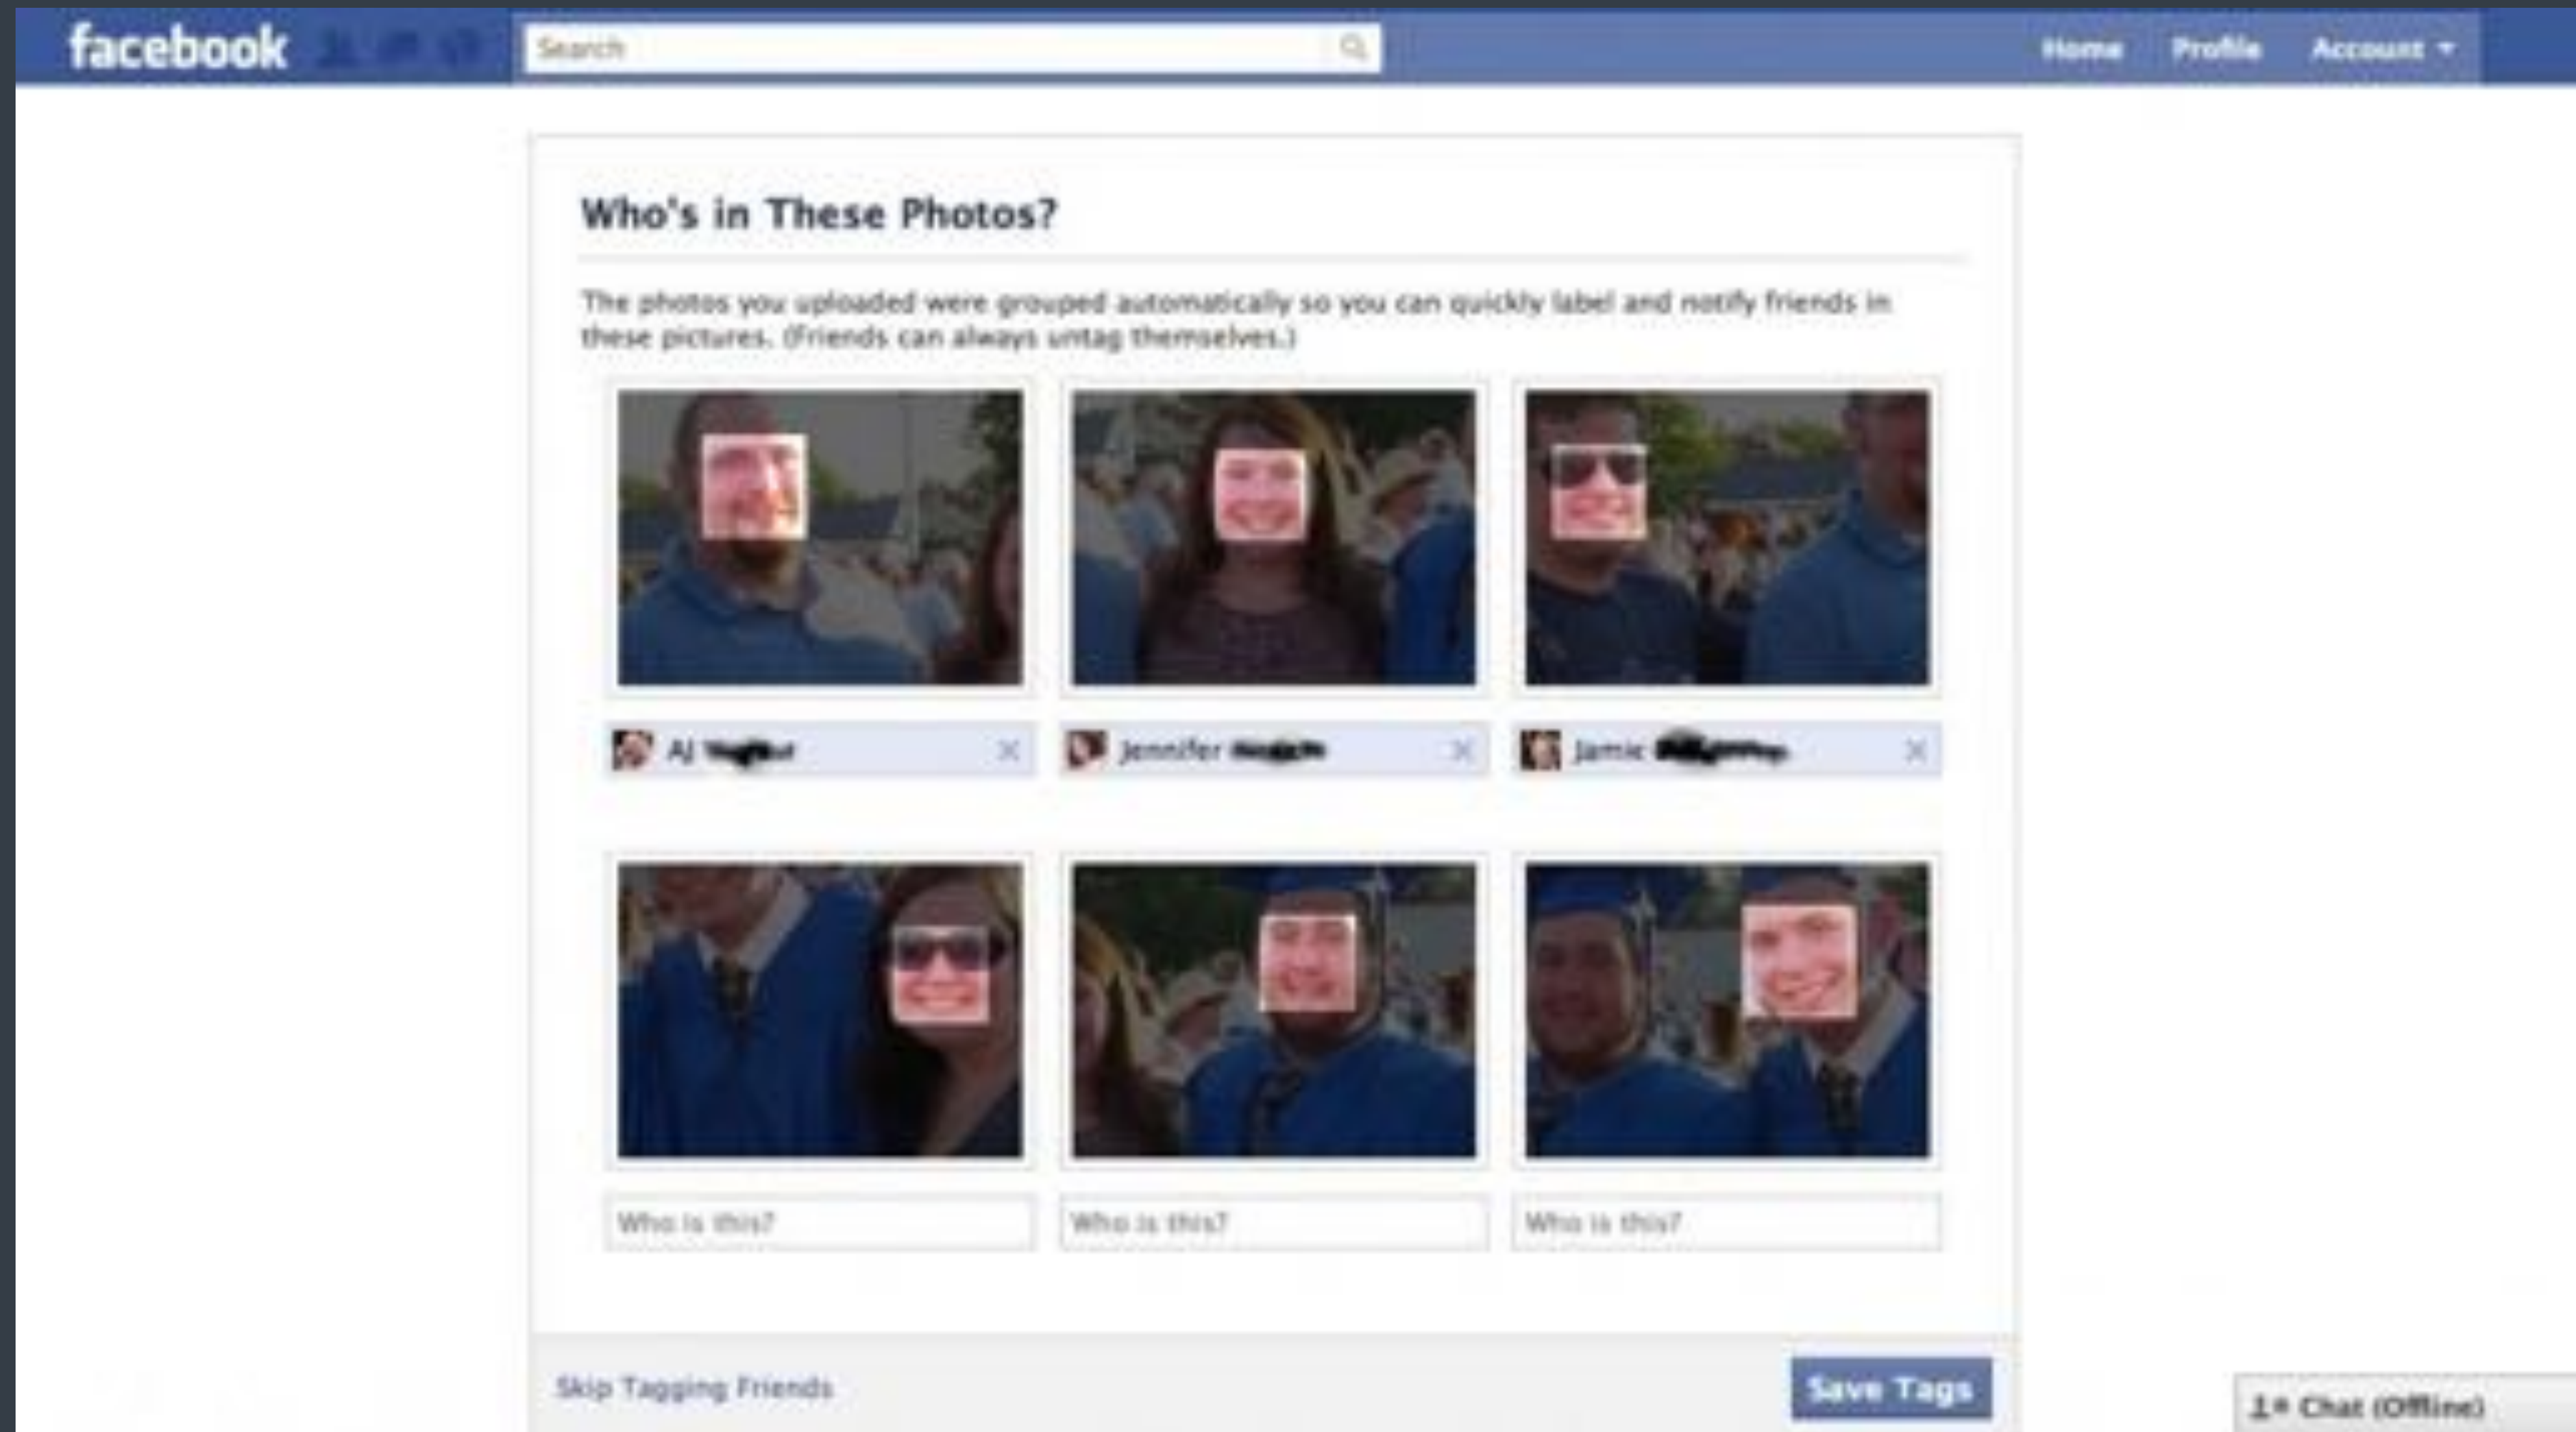 facebook
Search
Home Profile Account
Who's in These Photos?
The photos you uploaded were grouped automatically so you can quickly label and notify friends in
these pictures. (Friends can always untag themselves.)
AJ
Jennifer
Jamie
Who is this?
Who is this?
Who is this?
Skip Tagging Friends
Save Tags
Chat (Offline)